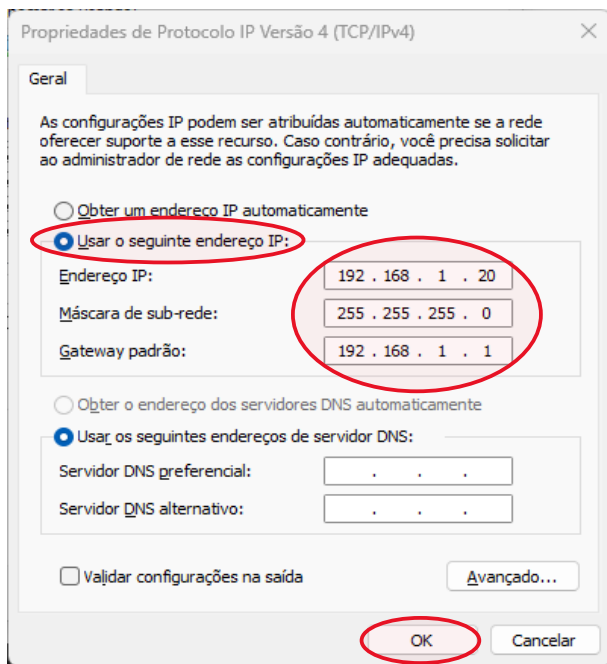 Propriedades de Protocolo IP Versão 4 (TCP/IPv4)
Geral
As configurações IP podem ser atribuídas automaticamente se a rede
oferecer suporte a esse recurso. Caso contrário, você precisa solicitar
ao administrador de rede as configurações IP adequadas.
Obter um endereço IP automaticamente
Usar o seguinte endereço IP:
Endereço IP: 192 . 168 . 1 . 20
Máscara de sub-rede: 255 . 255 . 255 . 0
Gateway padrão: 192 . 168 . 1 . 1
Obter o endereço dos servidores DNS automaticamente
Usar os seguintes endereços de servidor DNS:
Servidor DNS preferencial: . . .
Servidor DNS alternativo: . . .
Validar configurações na saída
Avançado...
OK Cancelar